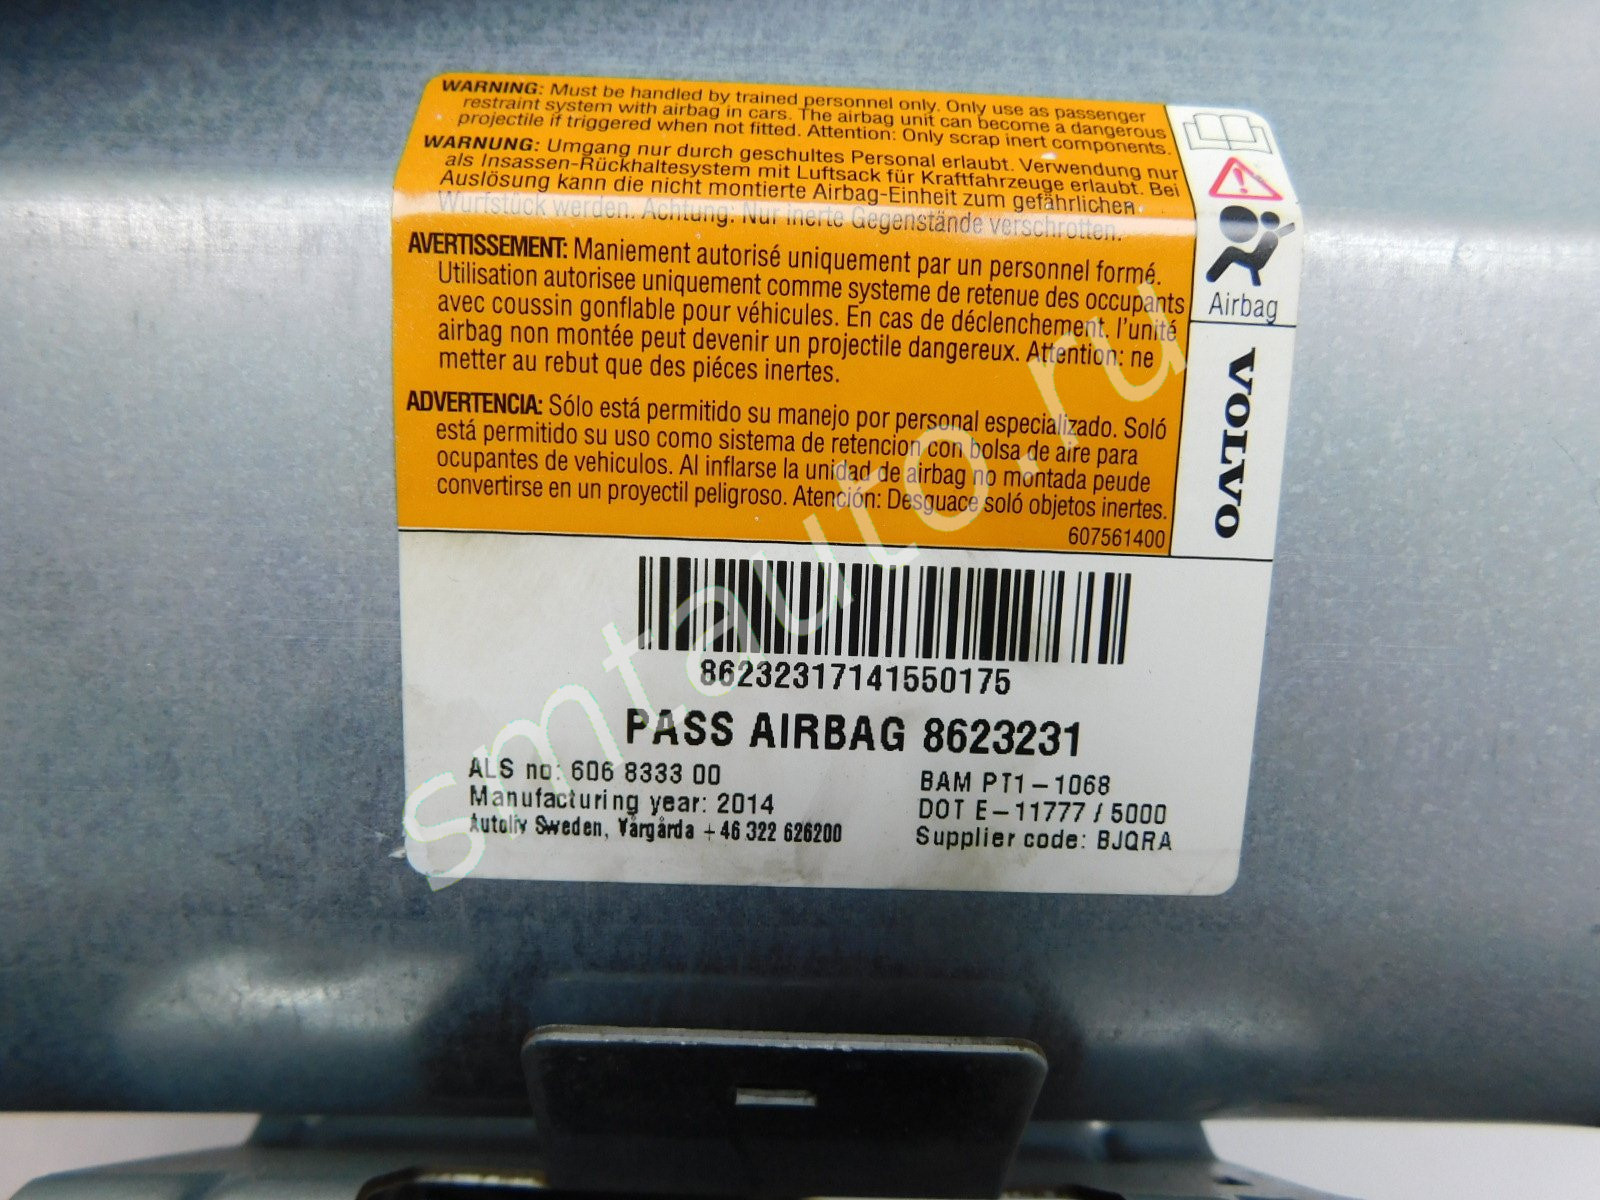 WARNING: Must be handled by trained personnel only. Only use as passenger
restraint system with airbag in cars. The airbag unit can become a dangerous
projectile if triggered when not fitted. Attention: Only scrap inert components.
WARNUNG: Umgang nur durch geschultes Personal erlaubt. Verwendung nur
als Insassen-Rückhaltesystem mit Luftsack für Kraftfahrzeuge erlaubt. Bei
Auslösung kann die nicht montierte Airbag-Einheit zum gefährlichen
Wurfstück werden. Achtung: Nur inerte Gegenstände verschrotten.
AVERTISSEMENT: Maniement autorisé uniquement par un personnel formé.
Utilisation autorisee uniquement comme systeme de retenue des occupants
avec coussin gonflable pour véhicules. En cas de déclenchement. l'unité
airbag non montée peut devenir un projectile dangereux. Attention: ne
metter au rebut que des piéces inertes.
ADVERTENCIA: Sólo está permitido su manejo por personal especializado. Soló
está permitido su uso como sistema de retencion con bolsa de aire para
ocupantes de vehiculos. Al inflarse la unidad de airbag no montada peude
convertirse en un proyectil peligroso. Atención: Desguace soló objetos inertes.
607561400
Airbag
VOLVO
86232317141550175
PASS AIRBAG 8623231
ALS no: 606 8333 00
Manufacturing year: 2014
Autoliv Sweden, Vårgårda +46 322 626200
BAM PT1-1068
DOT E-11777 / 5000
Supplier code: BJQRA
smtauto.ru